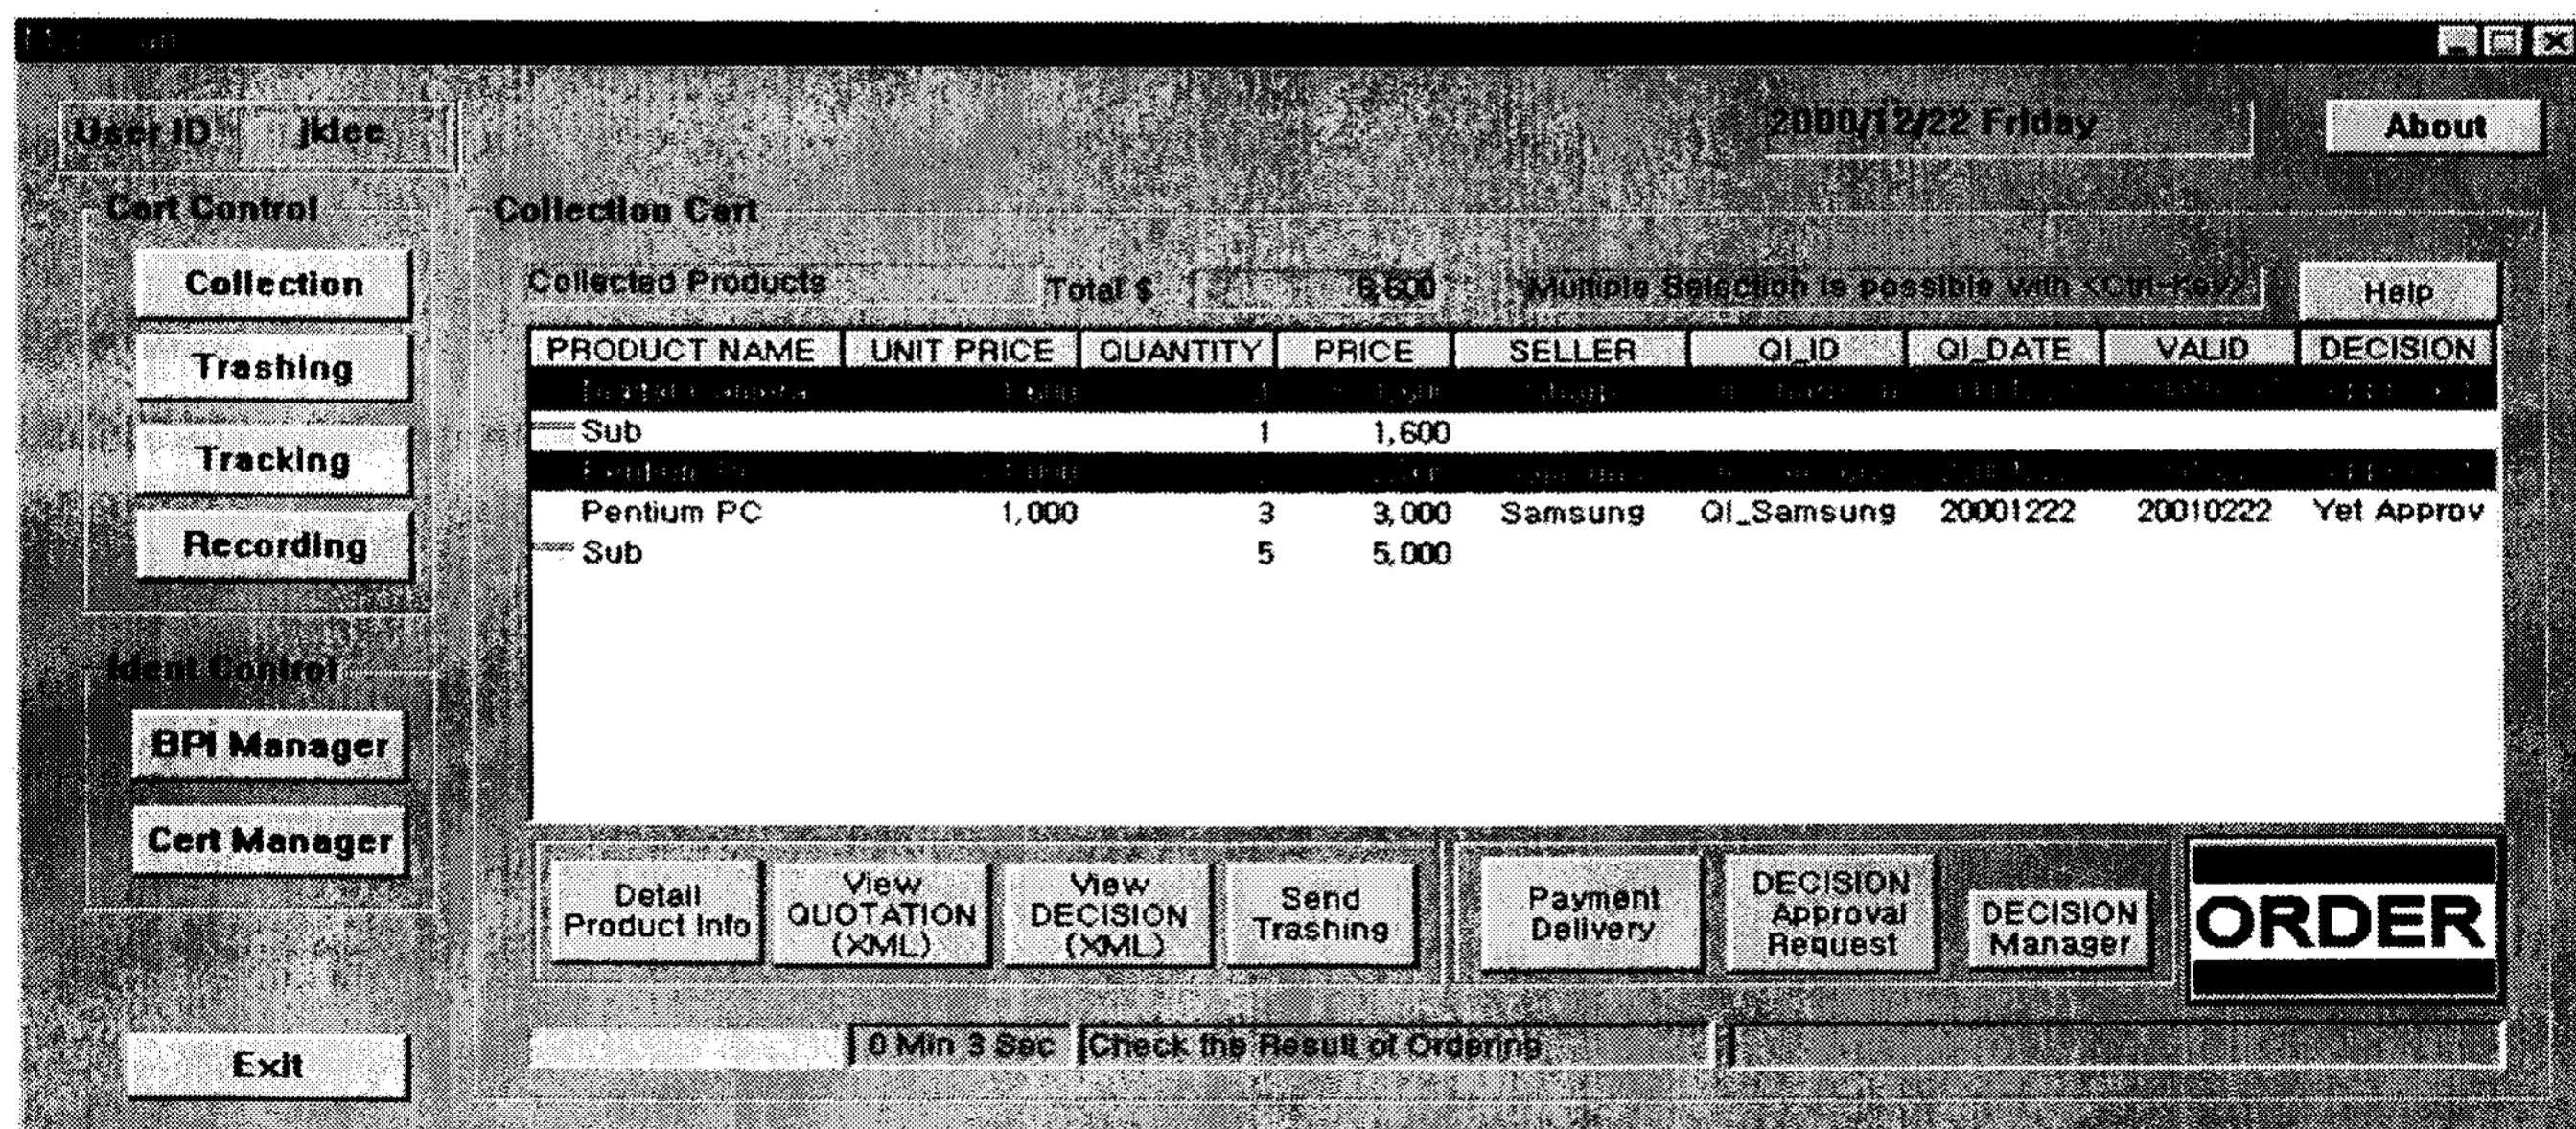 User ID jklee
2000/12/22 Friday
About
Cart Control
Collection
Trashing
Tracking
Recording
Ident Control
BPI Manager
Cert Manager
Exit
Collection Cart
Collected Products Total $ 6,600 Multiple Selection is possible with <Ctrl-Key>
Help
PRODUCT NAME UNIT PRICE QUANTITY PRICE SELLER QI_ID QI_DATE VALID DECISION
Sub 1 1,600
Pentium PC 1,000 3 3,000 Samsung QI_Samsung 20001222 20010222 Yet Approv
Sub 5 5,000
Detail
Product Info
View
QUOTATION
(XML)
View
DECISION
(XML)
Send
Trashing
Payment
Delivery
DECISION
Approval
Request
DECISION
Manager
ORDER
0 Min 3 Sec Check the Result of Ordering